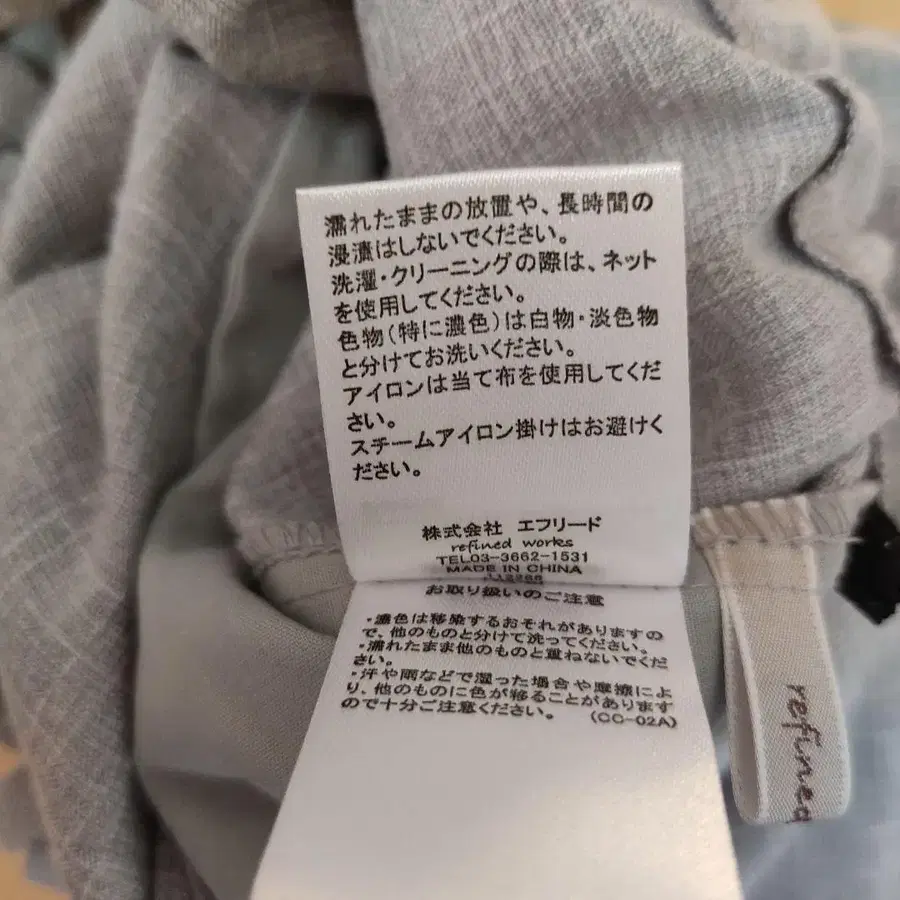 濡れたままの放置や、長時間の
浸漬はしないでください。
洗濯・クリーニングの際は、ネット
を使用してください。
色物(特に濃色)は白物・淡色物
と分けてお洗いください。
アイロンは当て布を使用してくだ
さい。
スチームアイロン掛けはお避けく
ださい。
株式会社 エフリード
refined works
TEL03-3662-1531
MADE IN CHINA
お取り扱いのご注意
・濃色は移染するおそれがありますの
で、他のものと分けて洗ってください。
・濡れたまま他のものと重ねないでくだ
さい。
・汗や雨などで湿った場合や摩擦によ
り、他のものに色が移ることがあります
ので十分ご注意ください。 (CC-02A)
refined